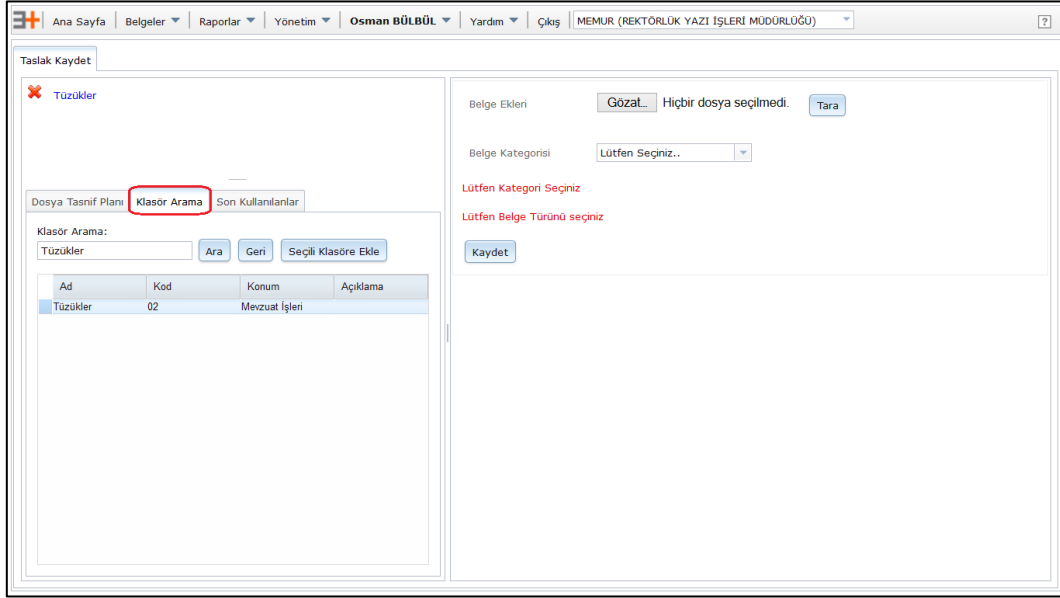 Ana Sayfa Belgeler Raporlar Yönetim Osman BÜLBÜL Yardım Çıkış MEMUR (REKTÖRLÜK YAZI İŞLERİ MÜDÜRLÜĞÜ) ?
Taslak Kaydet
Tüzükler
Dosya Tasnif Planı Klasör Arama Son Kullanılanlar
Klasör Arama:
Tüzükler Ara Geri Seçili Klasöre Ekle
Ad Kod Konum Açıklama
Tüzükler 02 Mevzuat İşleri
Belge Ekleri Gözat... Hiçbir dosya seçilmedi. Tara
Belge Kategorisi Lütfen Seçiniz..
Lütfen Kategori Seçiniz
Lütfen Belge Türünü seçiniz
Kaydet